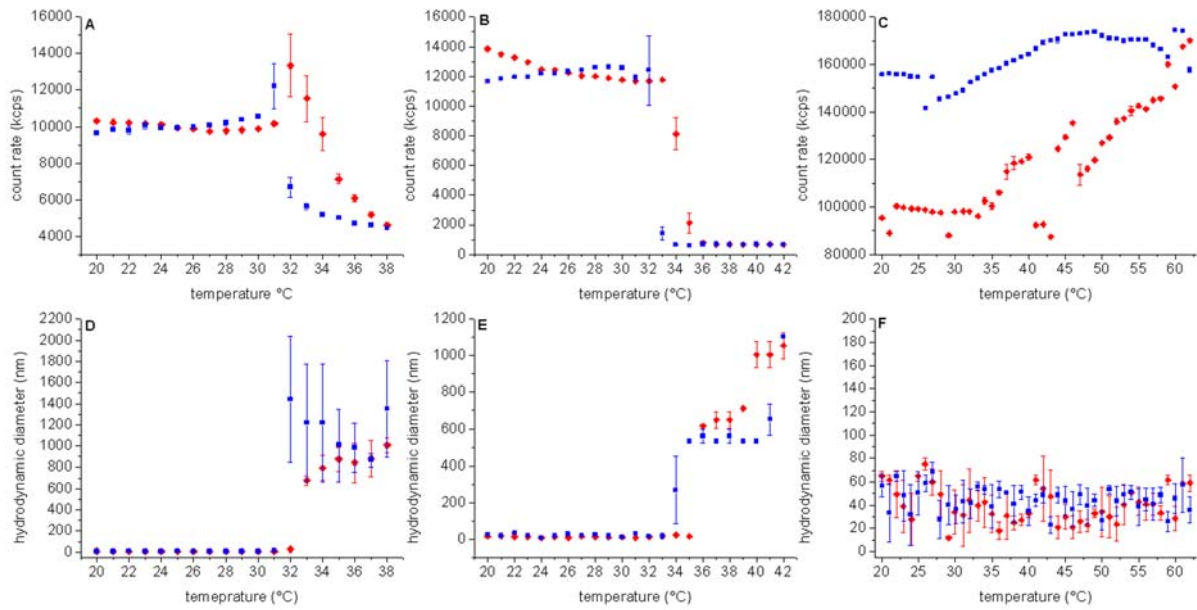 A
count rate (kcps)
16000
14000
12000
10000
8000
6000
4000
20 22 24 26 28 30 32 34 36 38
temperature °C
B
count rate (kcps)
16000
14000
12000
10000
8000
6000
4000
2000
0
20 22 24 26 28 30 32 34 36 38 40 42
temperature (°C)
C
count rate (kcps)
180000
160000
140000
120000
100000
80000
20 25 30 35 40 45 50 55 60
temperature (°C)
D
hydrodynamic diameter (nm)
2200
2000
1800
1600
1400
1200
1000
800
600
400
200
0
20 22 24 26 28 30 32 34 36 38
temeprature (°C)
E
hydrodynamic diameter (nm)
1200
1000
800
600
400
200
0
20 22 24 26 28 30 32 34 36 38 40 42
temperature (°C)
F
hydrodynamic diameter (nm)
200
180
160
140
120
100
80
60
40
20
0
20 25 30 35 40 45 50 55 60
temperature (°C)